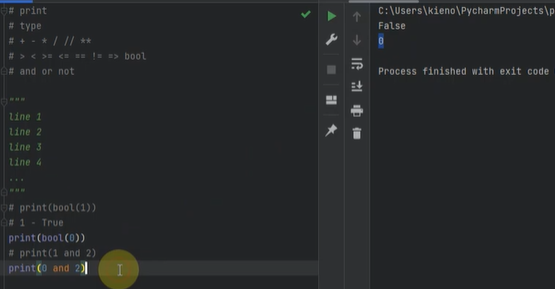 # print
# type
# + - * / // **
# > < >= <= == != => bool
# and or not
"""
line 1
line 2
line 3
line 4
...
"""
# print(bool(1))
# 1 - True
print(bool(0))
# print(1 and 2)
print(0 and 2)
C:\Users\kieno\PycharmProjects\p
False
0
Process finished with exit code